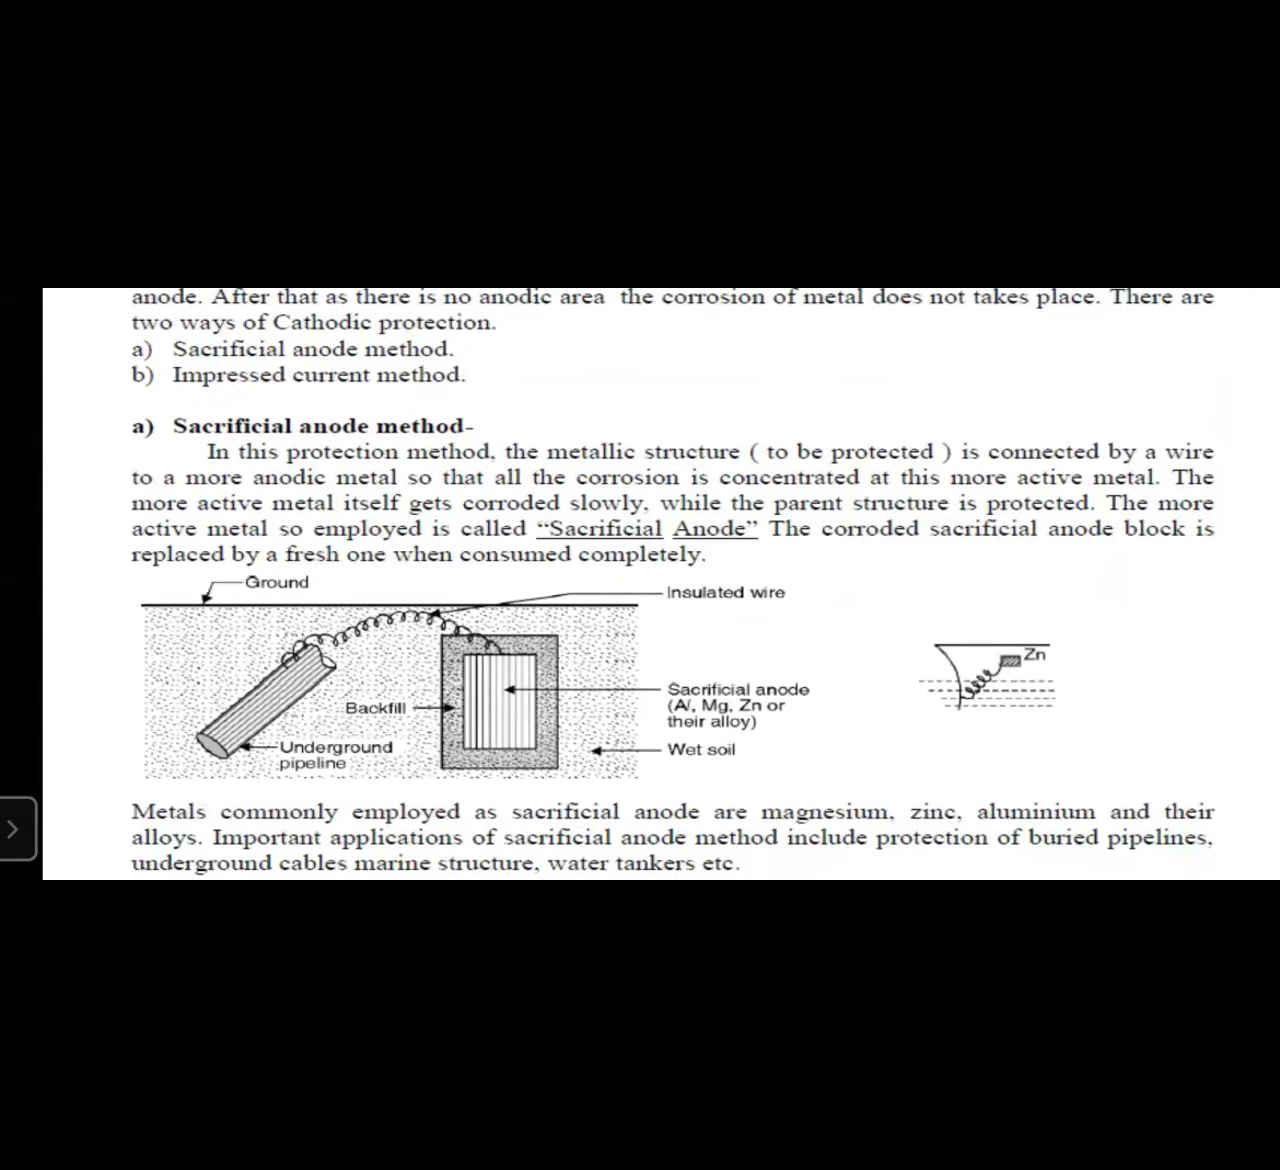 anode. After that as there is no anodic area the corrosion of metal does not takes place. There are
two ways of Cathodic protection.
a) Sacrificial anode method.
b) Impressed current method.
a) Sacrificial anode method-
In this protection method, the metallic structure ( to be protected ) is connected by a wire
to a more anodic metal so that all the corrosion is concentrated at this more active metal. The
more active metal itself gets corroded slowly, while the parent structure is protected. The more
active metal so employed is called “Sacrificial Anode” The corroded sacrificial anode block is
replaced by a fresh one when consumed completely.
Ground
Insulated wire
Zn
Sacrificial anode
(Al, Mg, Zn or
their alloy)
Backfill
Underground
pipeline
Wet soil
Metals commonly employed as sacrificial anode are magnesium, zinc, aluminium and their
alloys. Important applications of sacrificial anode method include protection of buried pipelines,
underground cables marine structure, water tankers etc.